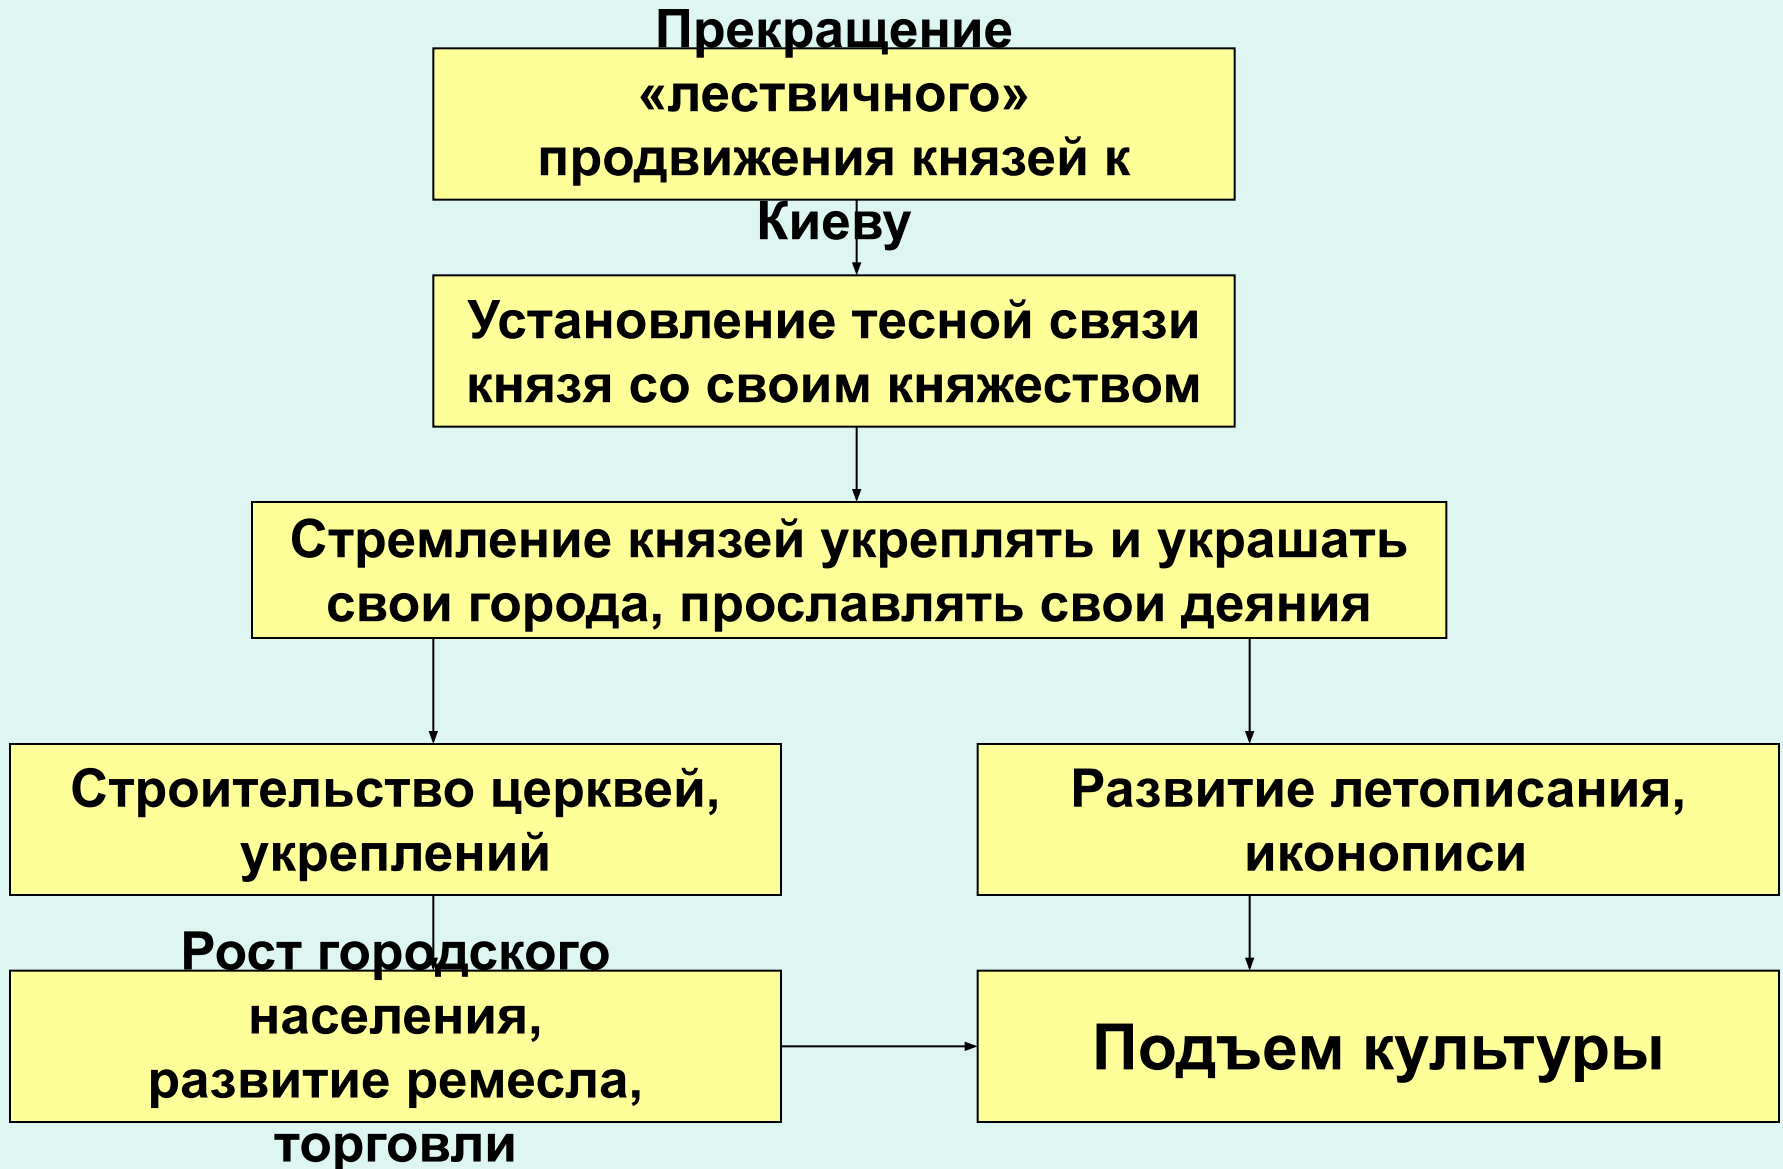 Прекращение
«лествичного»
продвижения князей к
Киеву
Установление тесной связи
князя со своим княжеством
Стремление князей укреплять и украшать
свои города, прославлять свои деяния
Строительство церквей,
укреплений
Развитие летописания,
иконописи
Рост городского
населения,
развитие ремесла,
торговли
Подъем культуры